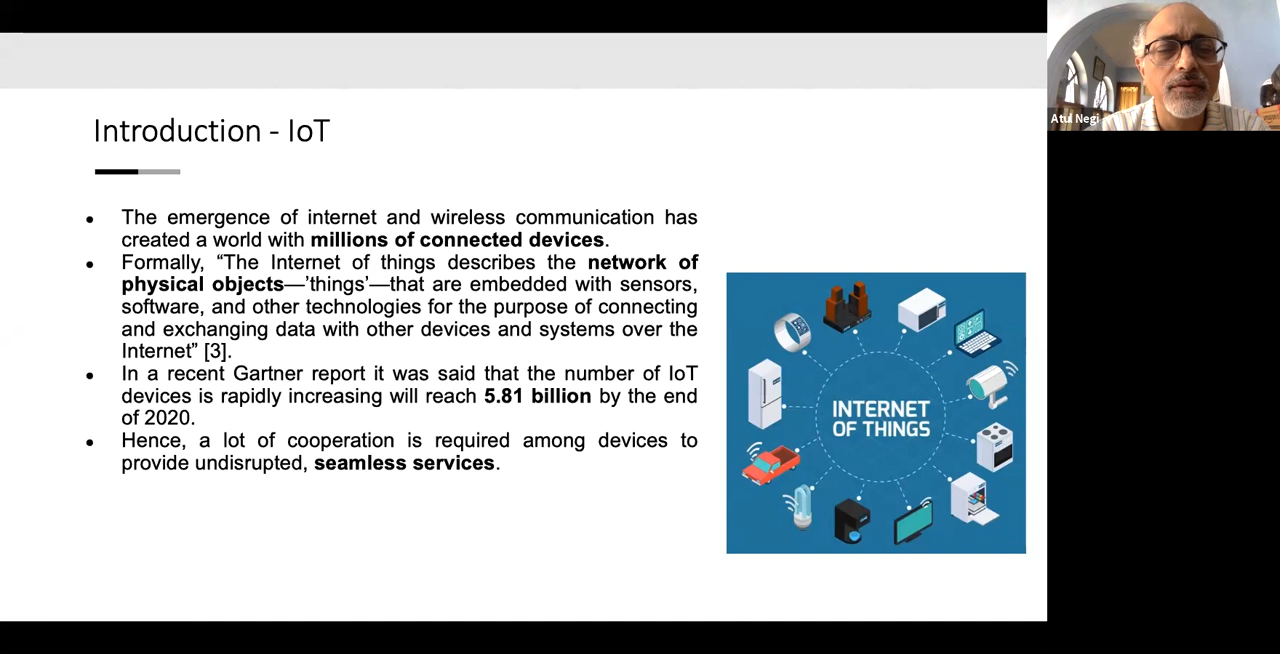 Introduction - IoT
• The emergence of internet and wireless communication has
created a world with millions of connected devices.
• Formally, “The Internet of things describes the network of
physical objects—’things’—that are embedded with sensors,
software, and other technologies for the purpose of connecting
and exchanging data with other devices and systems over the
Internet” [3].
• In a recent Gartner report it was said that the number of IoT
devices is rapidly increasing will reach 5.81 billion by the end
of 2020.
• Hence, a lot of cooperation is required among devices to
provide undisrupted, seamless services.
INTERNET
OF THINGS
Atul Negi